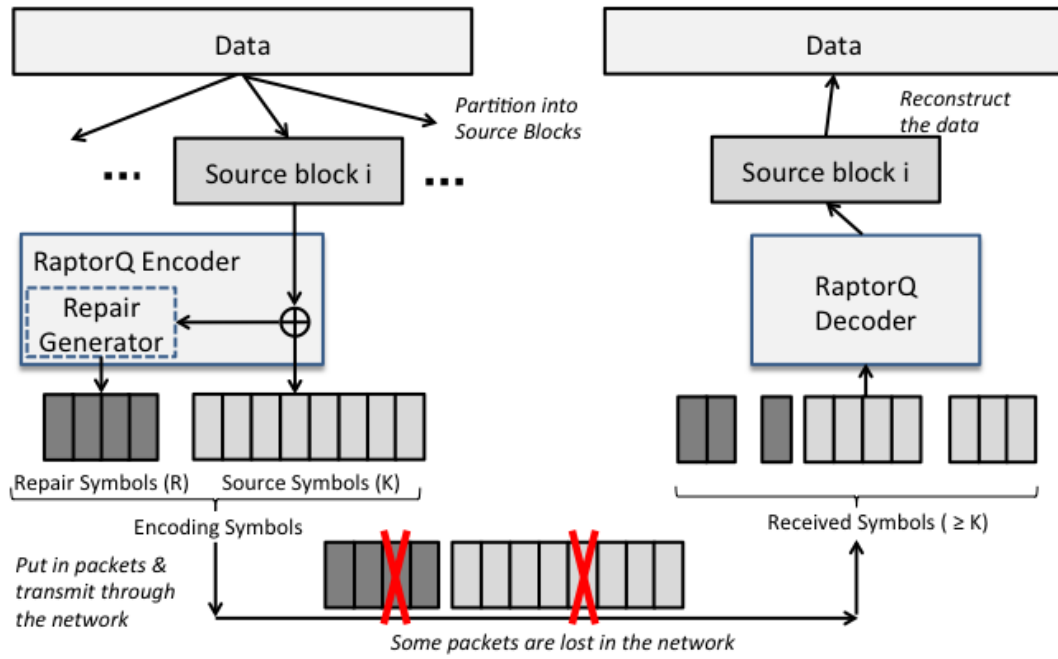 Data
Partition into
Source Blocks
...
Source block i
...
RaptorQ Encoder
Repair
Generator
Repair Symbols (R)
Source Symbols (K)
Encoding Symbols
Put in packets &
transmit through
the network
Some packets are lost in the network
Data
Reconstruct
the data
Source block i
RaptorQ
Decoder
Received Symbols ( ≥ K)